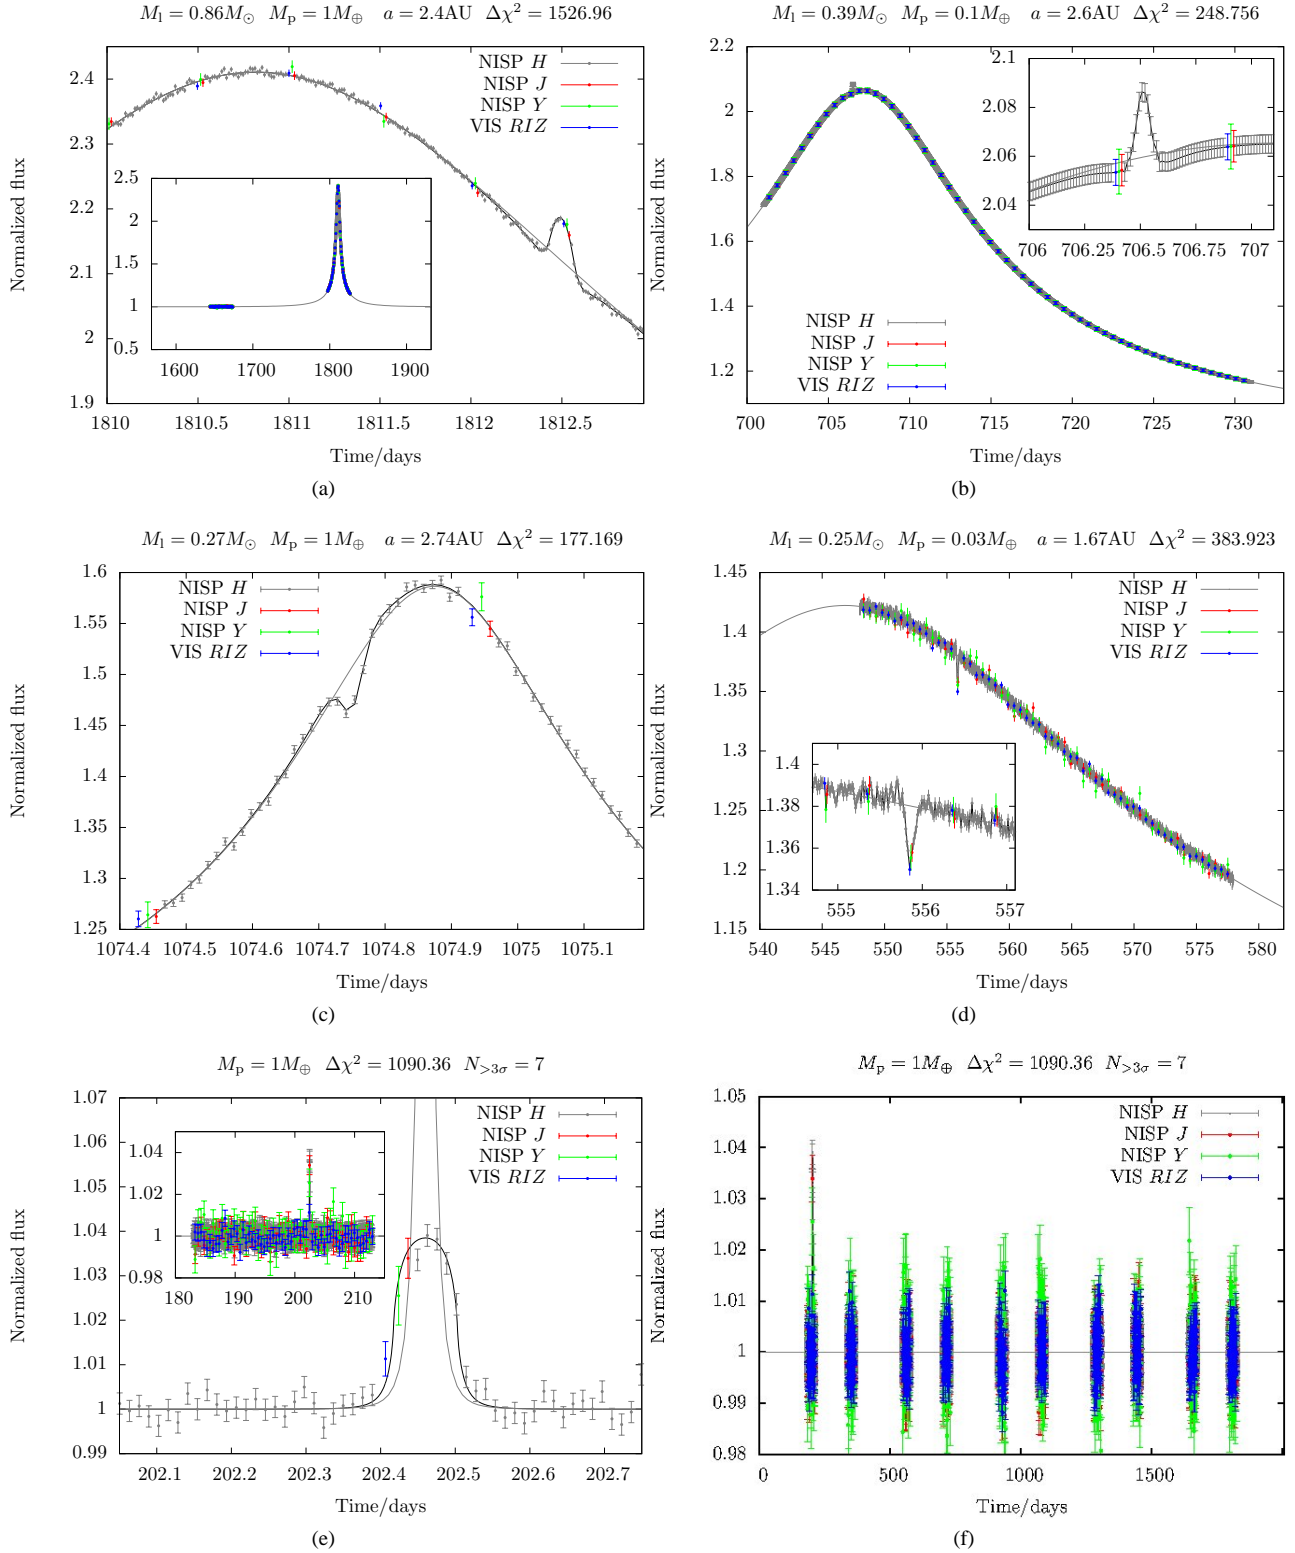 M_l = 0.86M_⊙ M_p = 1M_⊕ a = 2.4AU Δχ² = 1526.96
Normalized flux
2.4
2.3
2.2
2.1
2
1.9
1810 1810.5 1811 1811.5 1812 1812.5
Time/days
NISP H
NISP J
NISP Y
VIS RIZ
2.5
2
1.5
1
0.5
1600 1700 1800 1900
(a)
M_l = 0.39M_⊙ M_p = 0.1M_⊕ a = 2.6AU Δχ² = 248.756
Normalized flux
2.2
2
1.8
1.6
1.4
1.2
700 705 710 715 720 725 730
Time/days
2.1
2.08
2.06
2.04
706 706.25 706.5 706.75 707
NISP H
NISP J
NISP Y
VIS RIZ
(b)
M_l = 0.27M_⊙ M_p = 1M_⊕ a = 2.74AU Δχ² = 177.169
Normalized flux
1.6
1.55
1.5
1.45
1.4
1.35
1.3
1.25
1074.4 1074.5 1074.6 1074.7 1074.8 1074.9 1075 1075.1
Time/days
NISP H
NISP J
NISP Y
VIS RIZ
(c)
M_l = 0.25M_⊙ M_p = 0.03M_⊕ a = 1.67AU Δχ² = 383.923
Normalized flux
1.45
1.4
1.35
1.3
1.25
1.2
1.15
540 545 550 555 560 565 570 575 580
Time/days
NISP H
NISP J
NISP Y
VIS RIZ
1.4
1.38
1.36
1.34
555 556 557
(d)
M_p = 1M_⊕ Δχ² = 1090.36 N_{>3σ} = 7
Normalized flux
1.07
1.06
1.05
1.04
1.03
1.02
1.01
1
0.99
202.1 202.2 202.3 202.4 202.5 202.6 202.7
Time/days
NISP H
NISP J
NISP Y
VIS RIZ
1.04
1.02
1
0.98
180 190 200 210
(e)
M_p = 1M_⊕ Δχ² = 1090.36 N_{>3σ} = 7
Normalized flux
1.05
1.04
1.03
1.02
1.01
1
0.99
0.98
0 500 1000 1500
Time/days
NISP H
NISP J
NISP Y
VIS RIZ
(f)